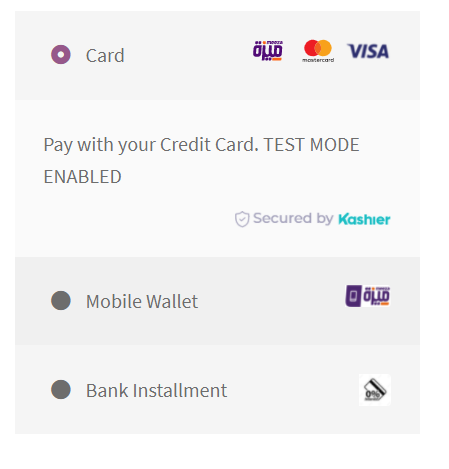 Card
meeza
ميزة
mastercard
VISA
Pay with your Credit Card. TEST MODE
ENABLED
Secured by Kashier
Mobile Wallet
meeza
ميزة
Bank Installment
0%